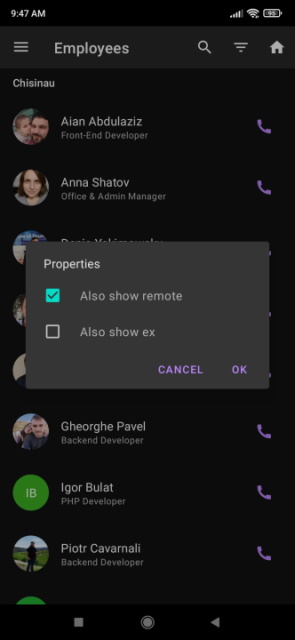 9:47 AM
95
Employees
Chisinau
Aian Abdulaziz
Front-End Developer
Anna Shatov
Office & Admin Manager
Properties
Also show remote
Also show ex
CANCEL
OK
Gheorghe Pavel
Backend Developer
IB
Igor Bulat
PHP Developer
Piotr Cavarnali
Backend Developer